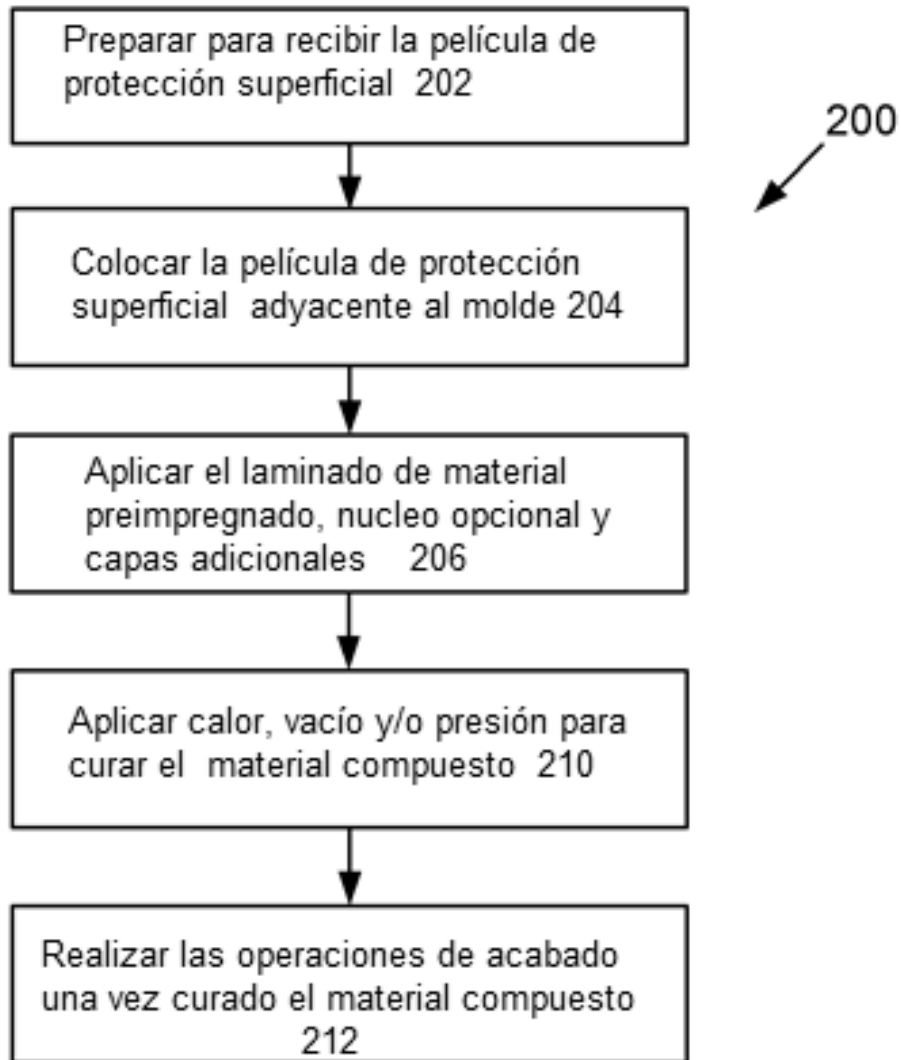 Preparar para recibir la película de
protección superficial 202
200
Colocar la película de protección
superficial adyacente al molde 204
Aplicar el laminado de material
preimpregnado, nucleo opcional y
capas adicionales 206
Aplicar calor, vacío y/o presión para
curar el material compuesto 210
Realizar las operaciones de acabado
una vez curado el material compuesto
212